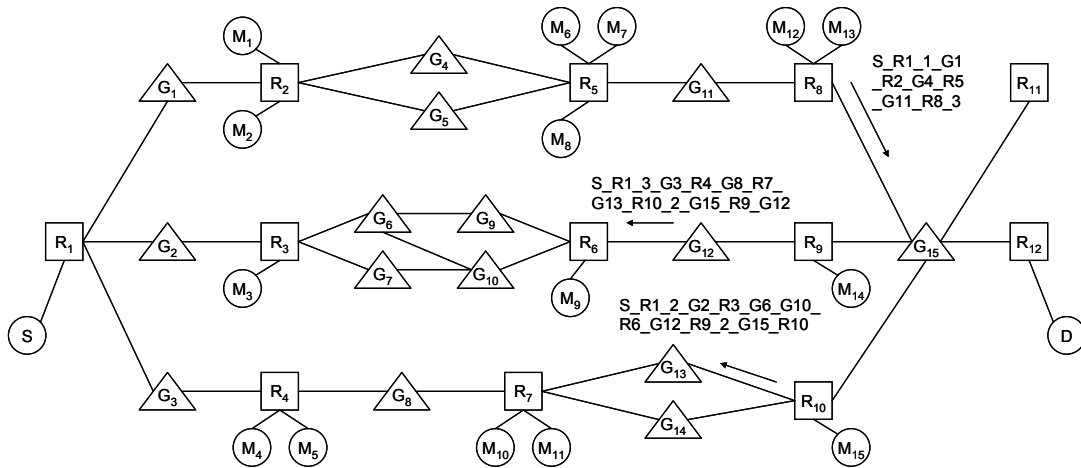 M6 M7 M12 M13
M1
S_R1_1_G1
_R2_G4_R5
_G11_R8_3
G4
G1 R2 R5 G11 R8 R11
G5
M2 M8
S_R1_3_G3_R4_G8_R7_
G13_R10_2_G15_R9_G12
G6 G9
R1 G2 R3 R6 G12 R9 G15 R12
G7 G10
M3 M9 M14
S_R1_2_G2_R3_G6_G10_
R6_G12_R9_2_G15_R10
S D
G13
G3 R4 G8 R7 R10
G14
M4 M5 M10 M11 M15